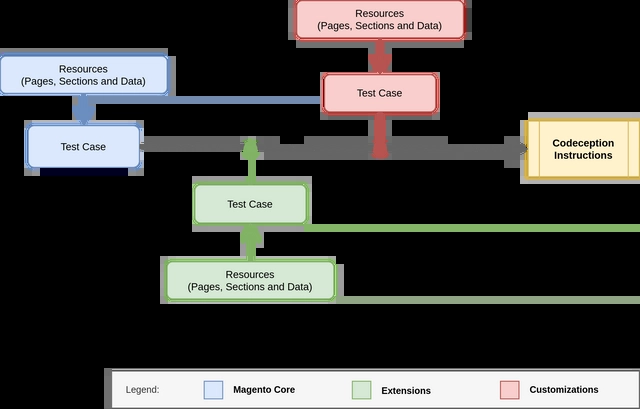 Resources
(Pages, Sections and Data)
Resources
(Pages, Sections and Data)
Test Case
Test Case
Codeception
Instructions
Test Case
Resources
(Pages, Sections and Data)
Legend:
Magento Core
Extensions
Customizations